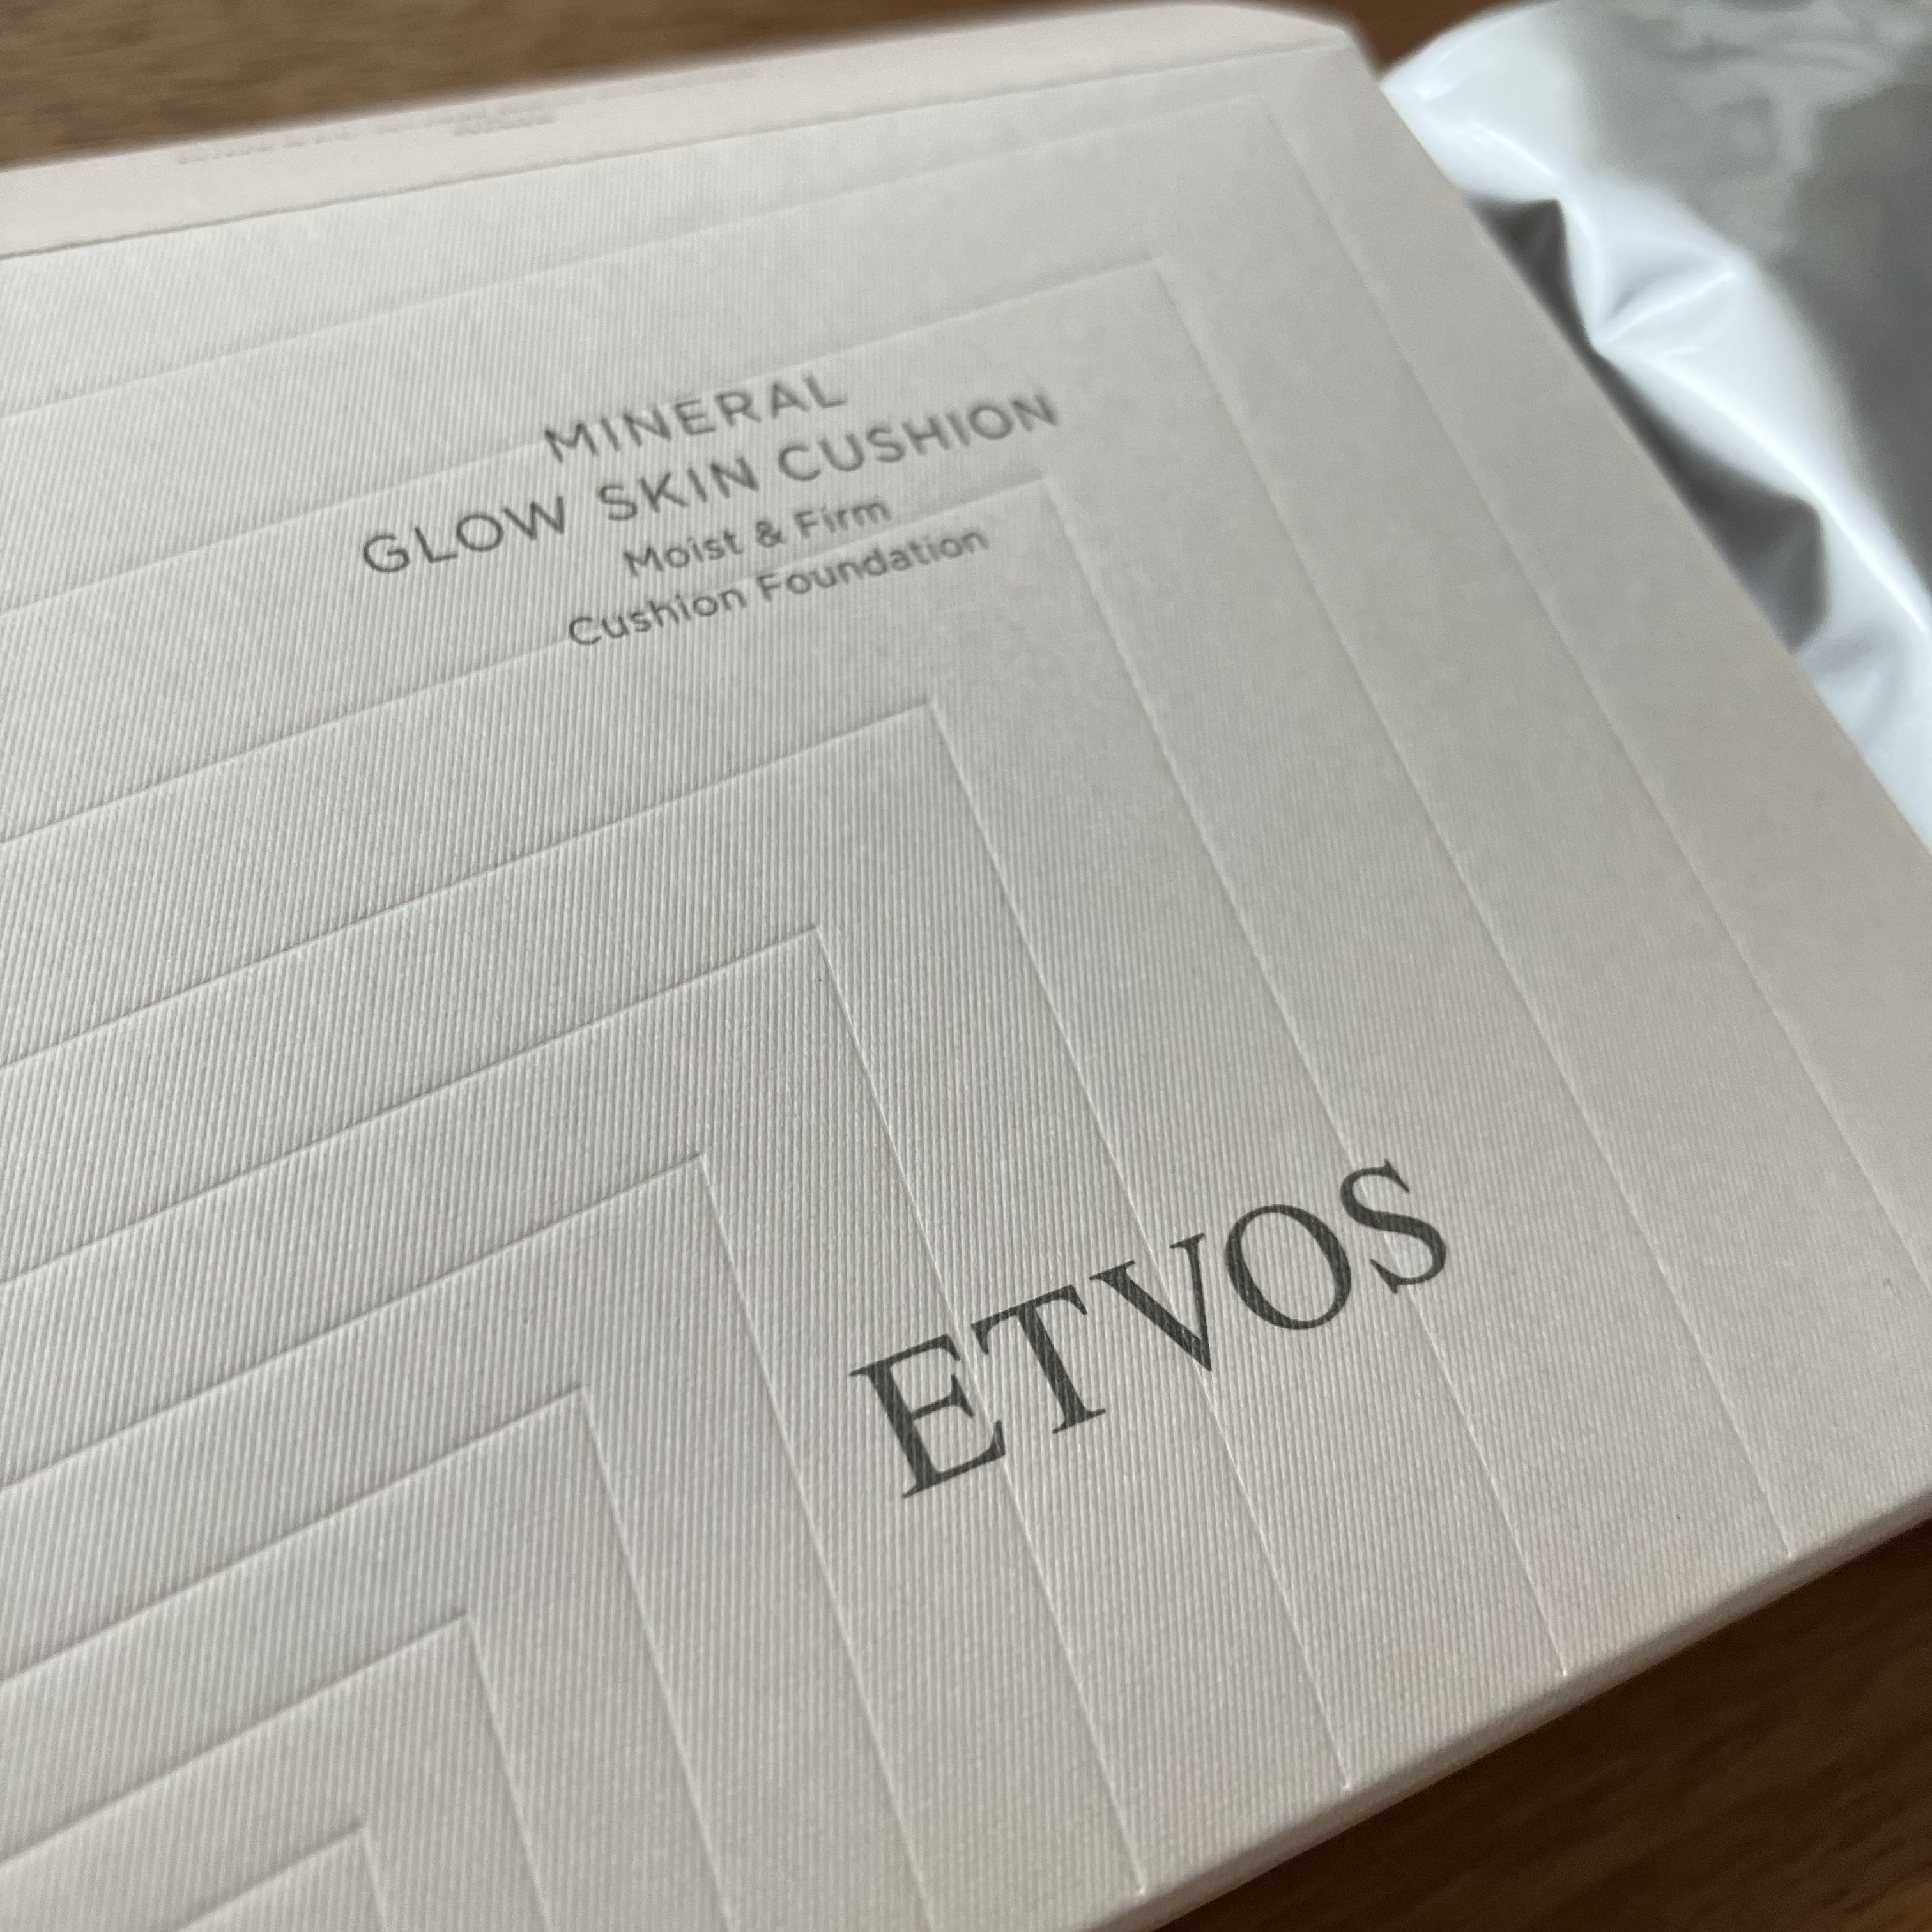 MINERAL
GLOW SKIN CUSHION
Moist & Firm
Cushion Foundation
ETVOS